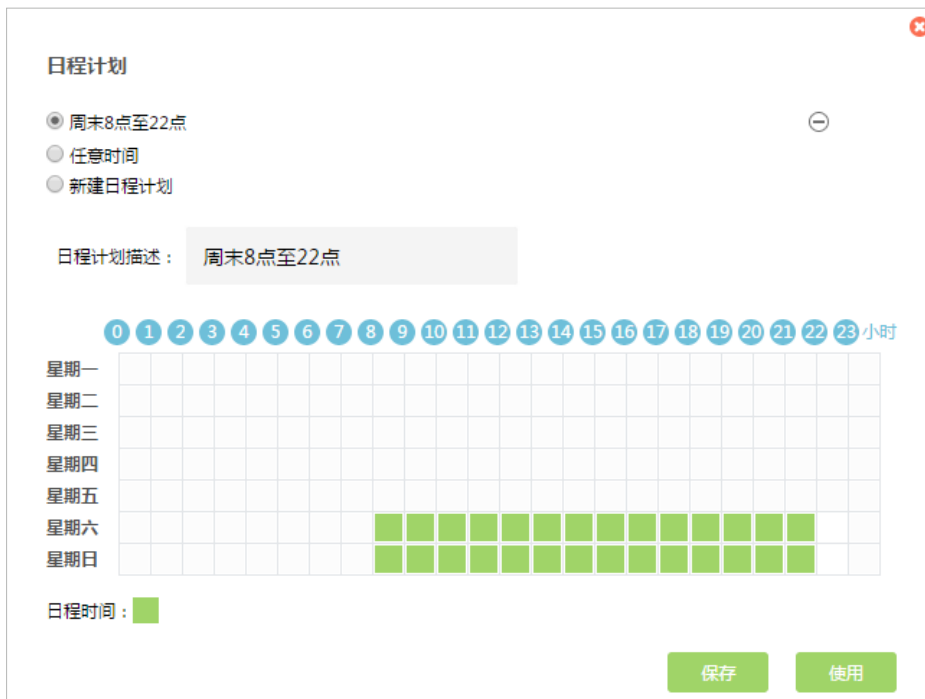 日程计划
周末8点至22点
任意时间
新建日程计划
日程计划描述： 周末8点至22点
0 1 2 3 4 5 6 7 8 9 10 11 12 13 14 15 16 17 18 19 20 21 22 23 小时
星期一
星期二
星期三
星期四
星期五
星期六
星期日
日程时间：
保存 使用